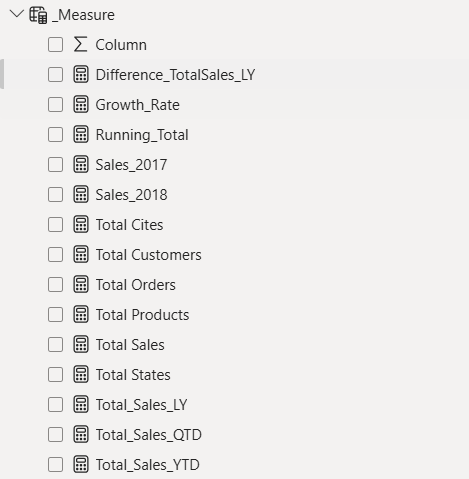 _Measure
Column
Difference_TotalSales_LY
Growth_Rate
Running_Total
Sales_2017
Sales_2018
Total Cites
Total Customers
Total Orders
Total Products
Total Sales
Total States
Total_Sales_LY
Total_Sales_QTD
Total_Sales_YTD